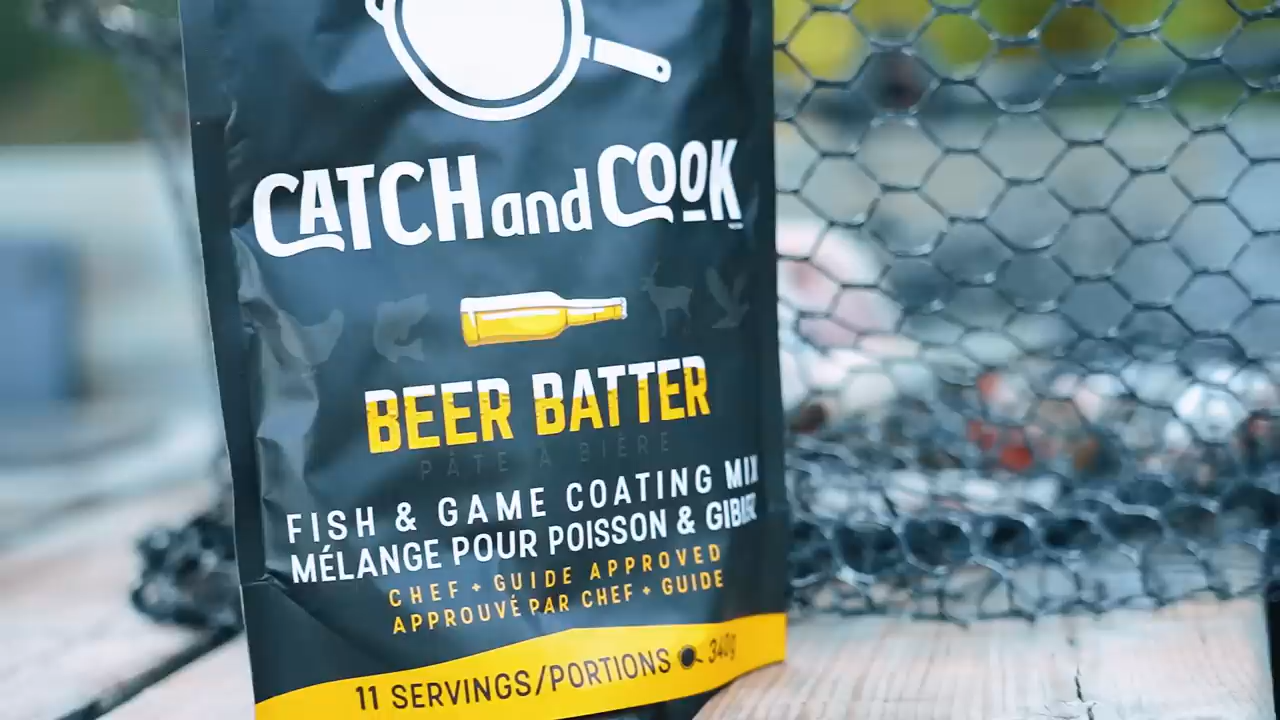 CATCH and COOK
BEER BATTER
PÂTE À BIÈRE
FISH & GAME COATING MIX
MÉLANGE POUR POISSON & GIBIER
CHEF + GUIDE APPROVED
APPROUVÉ PAR CHEF + GUIDE
11 SERVINGS/PORTIONS 340g